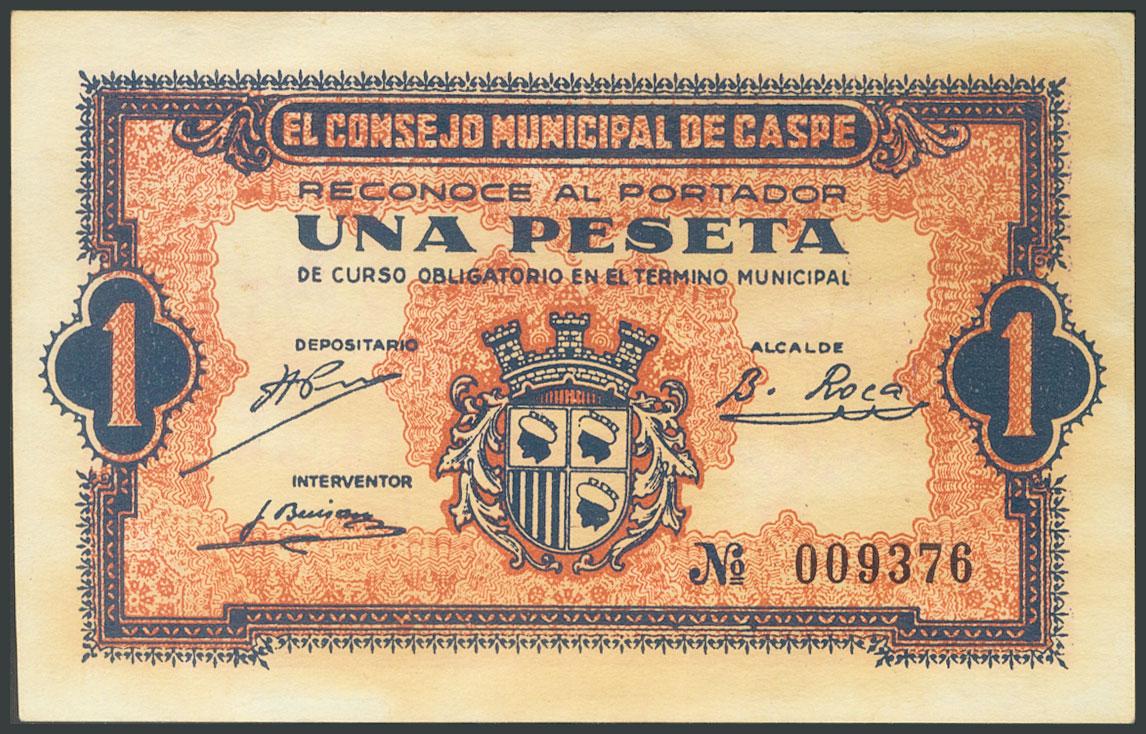 EL CONSEJO MUNICIPAL DE CASPE
RECONOCE AL PORTADOR
UNA PESETA
DE CURSO OBLIGATORIO EN EL TERMINO MUNICIPAL
1
1
DEPOSITARIO
ALCALDE
B. Roca
INTERVENTOR
Nº 009376